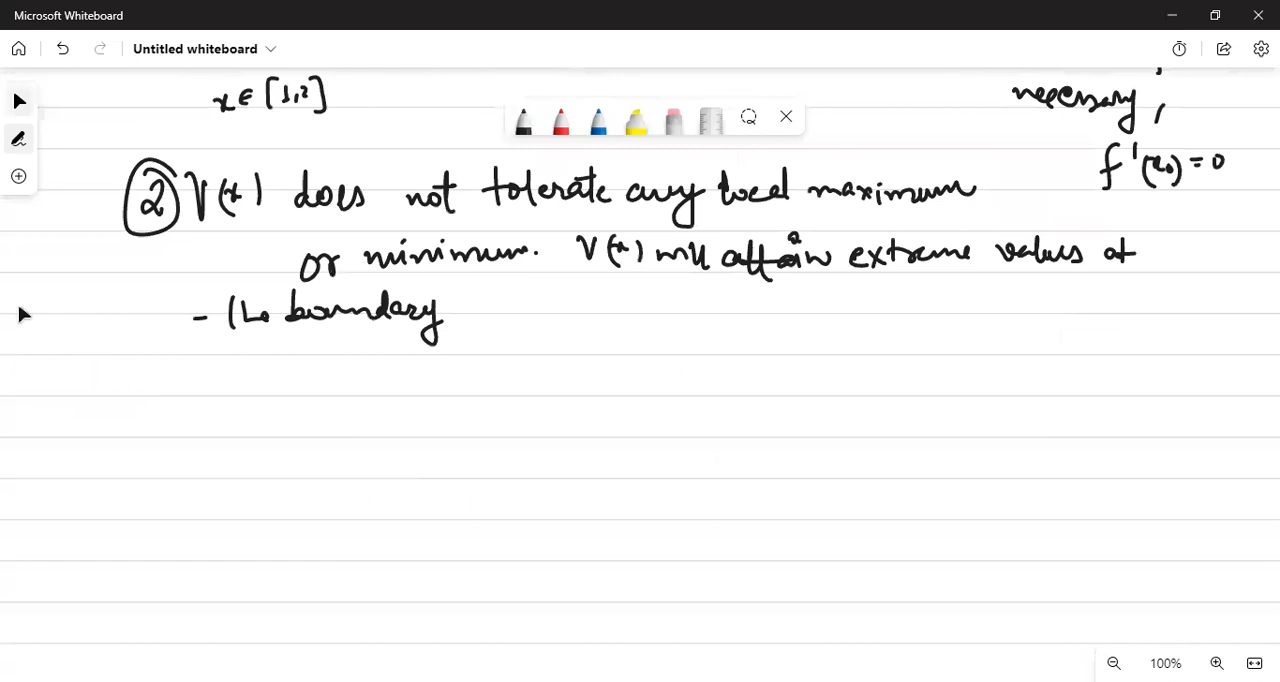 Microsoft Whiteboard
Untitled whiteboard
x ∈ [1,2]
necessary,
f'(x₀) = 0
② V(x) does not tolerate any local maximum
or minimum. V(x) will attain extreme values at
the boundary
100%